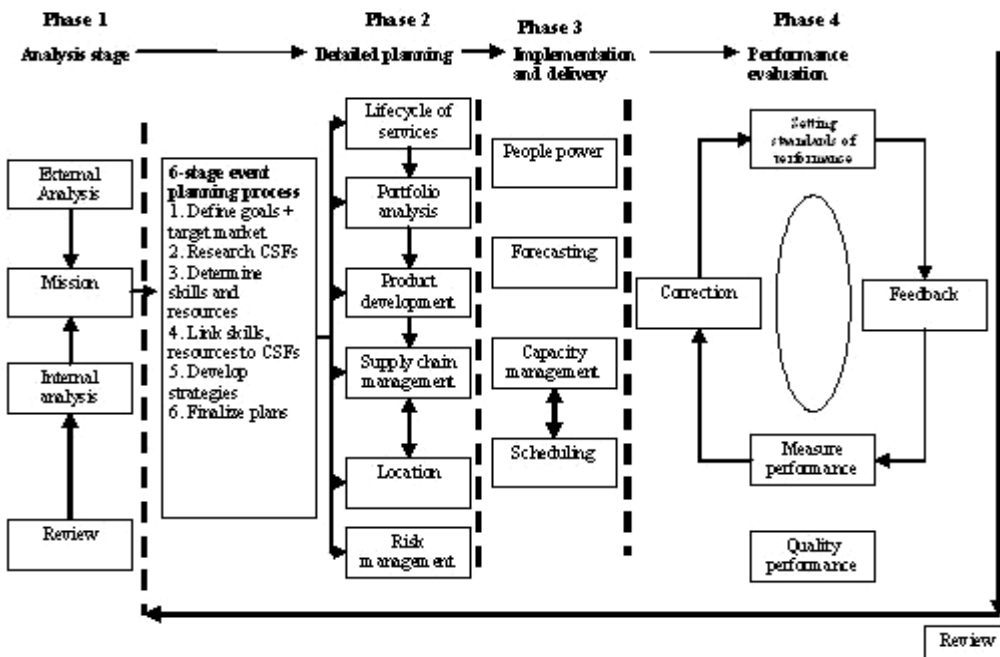 Phase 1
Analysis stage
External
Analysis
Mission
Internal
analysis
Review
Phase 2
Detailed planning
6-stage event
planning process
1. Define goals +
target market
2. Research CSFs
3. Determine
skills and
resources
4. Link skills,
resources to CSFs
5. Develop
strategies
6. Finalize plans
Lifecycle of
services
Portfolio
analysis
Product
development
Supply chain
management
Location
Risk
management
Phase 3
Implementation
and delivery
People power
Forecasting
Capacity
management
Scheduling
Phase 4
Performance
evaluation
Setting
standards of
performance
Correction
Feedback
Measure
performance
Quality
performance
Review